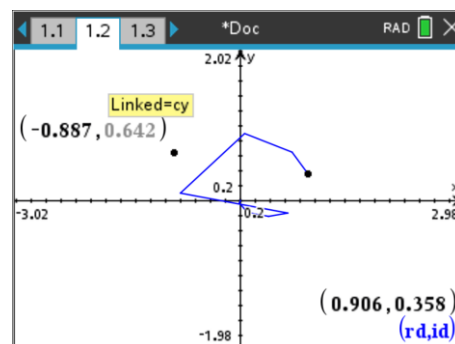 1.1 1.2 1.3 *Doc RAD
2.02 y
Linked=cy
(-0.887,0.642)
0.2
x
-3.02 0.2 2.98
(0.906,0.358)
(rd,id)
-1.98